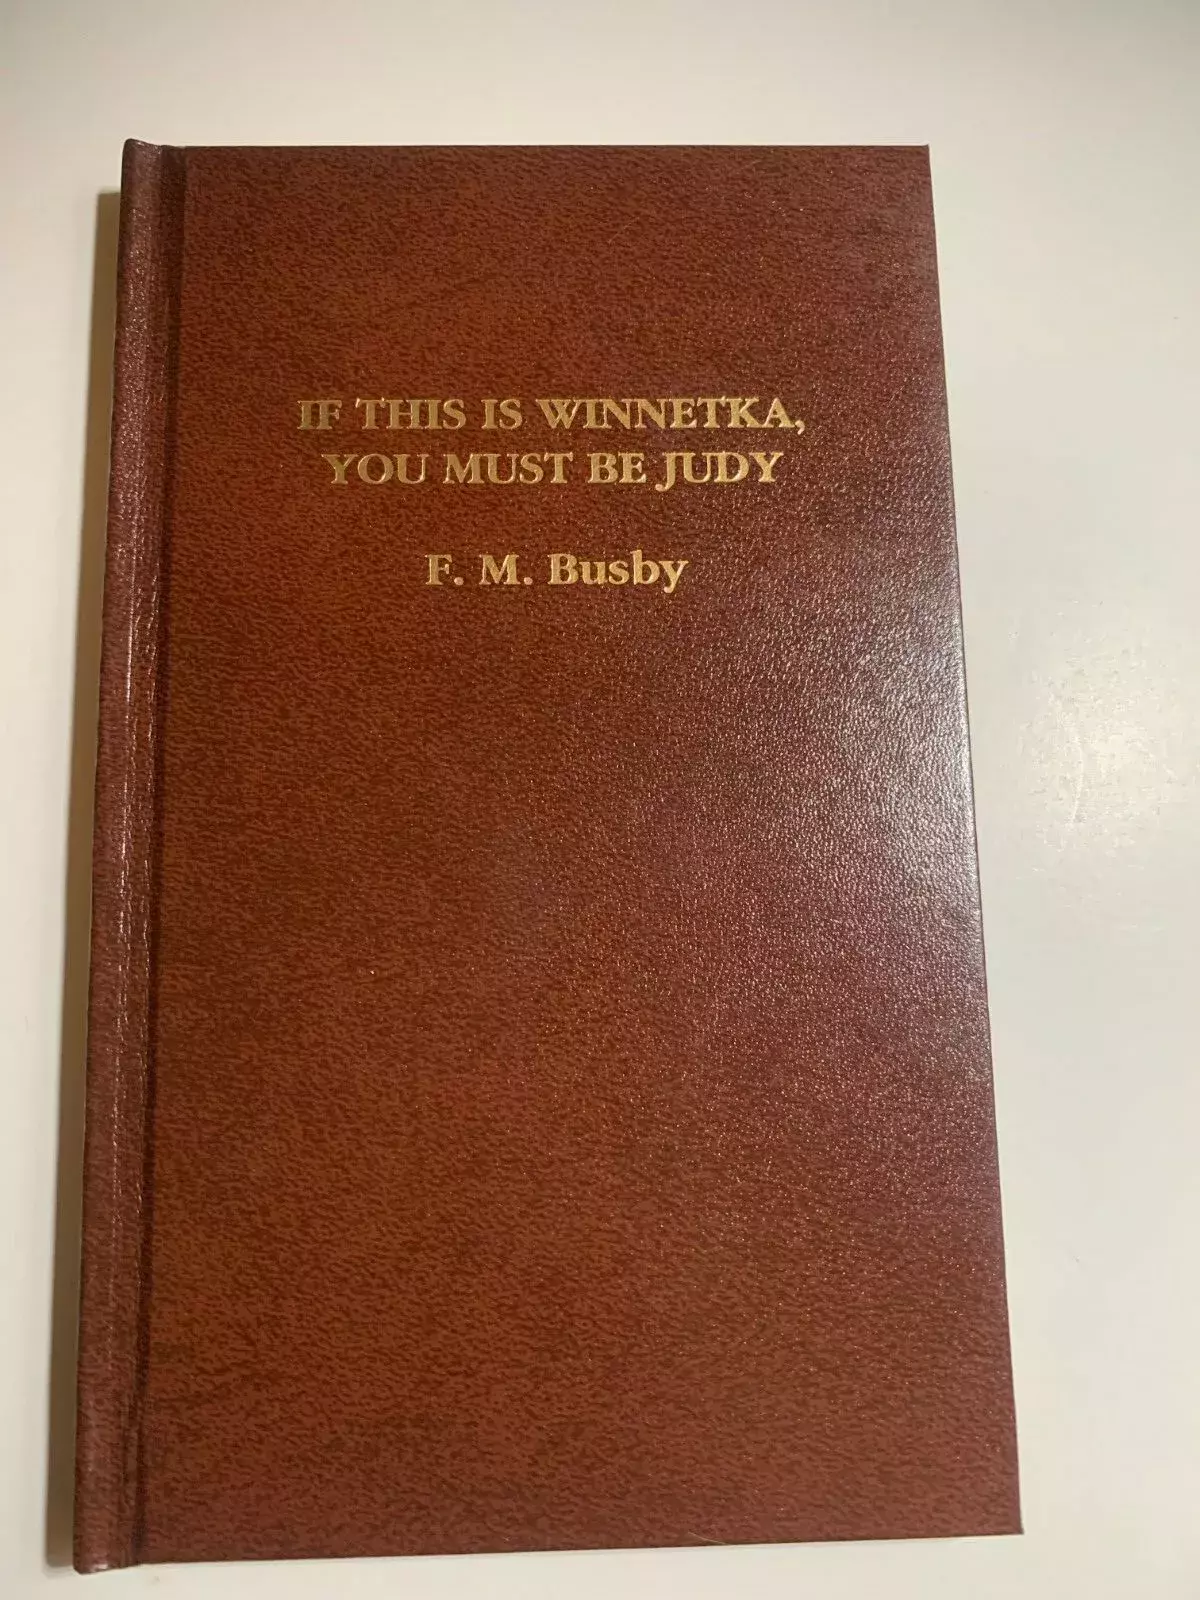 IF THIS IS WINNETKA,
YOU MUST BE JUDY
F. M. Busby